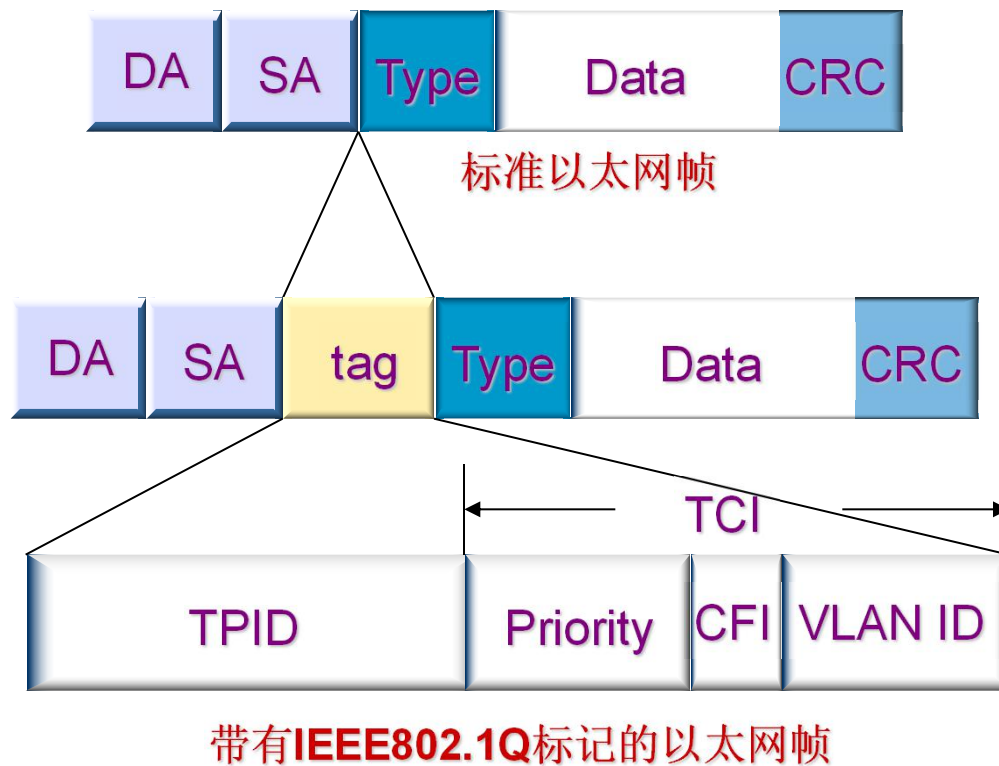 DA SA Type Data CRC
标准以太网帧
DA SA tag Type Data CRC
TCI
TPID Priority CFI VLAN ID
带有IEEE802.1Q标记的以太网帧